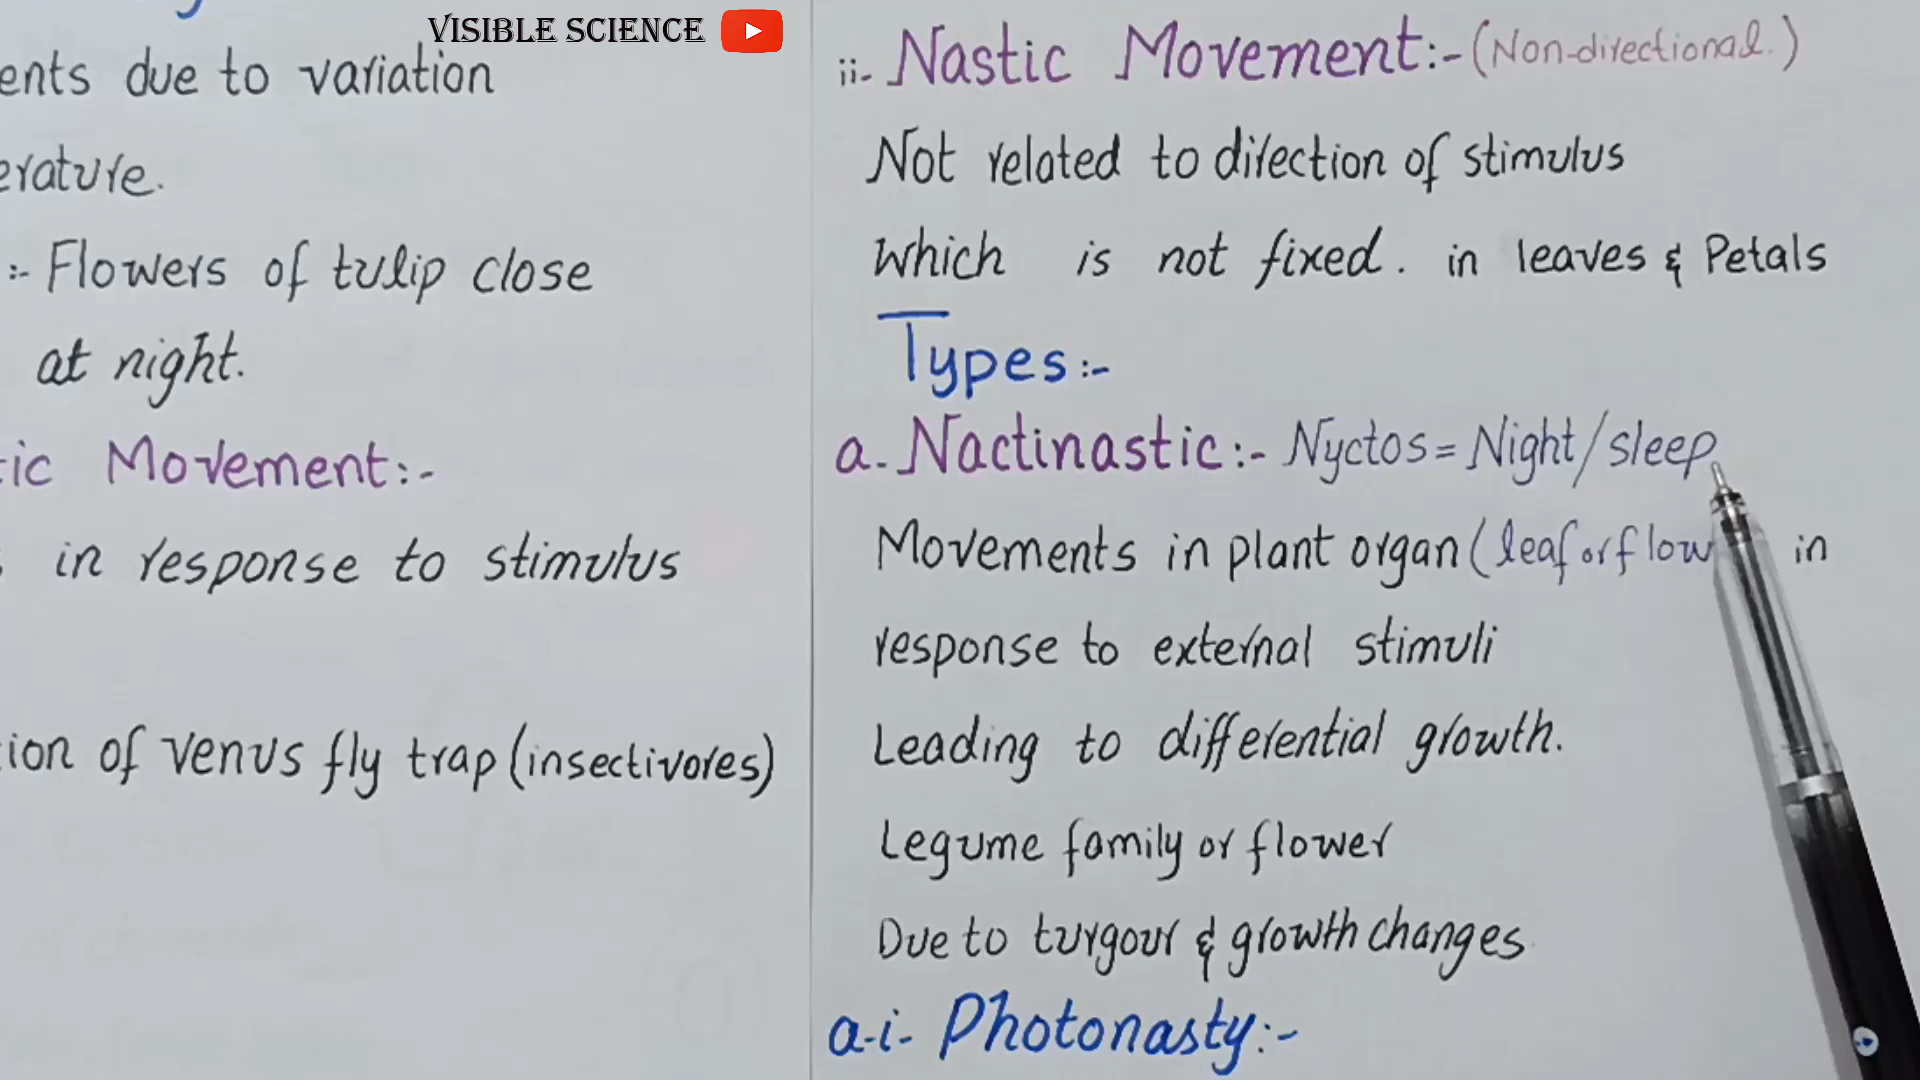 VISIBLE SCIENCE
ents due to variation
erature.
:- Flowers of tulip close
at night.
tic Movement:-
in response to stimulus
ion of venus fly trap (insectivores)
ii- Nastic Movement:- (Non-directional.)
Not related to direction of stimulus
which is not fixed. in leaves & Petals
Types:-
a. Nactinastic:- Nyctos = Night/sleep
Movements in plant organ (leaf or flow in
response to external stimuli
Leading to differential growth.
Legume family or flower
Due to turgour & growth changes
a-i- Photonasty:-